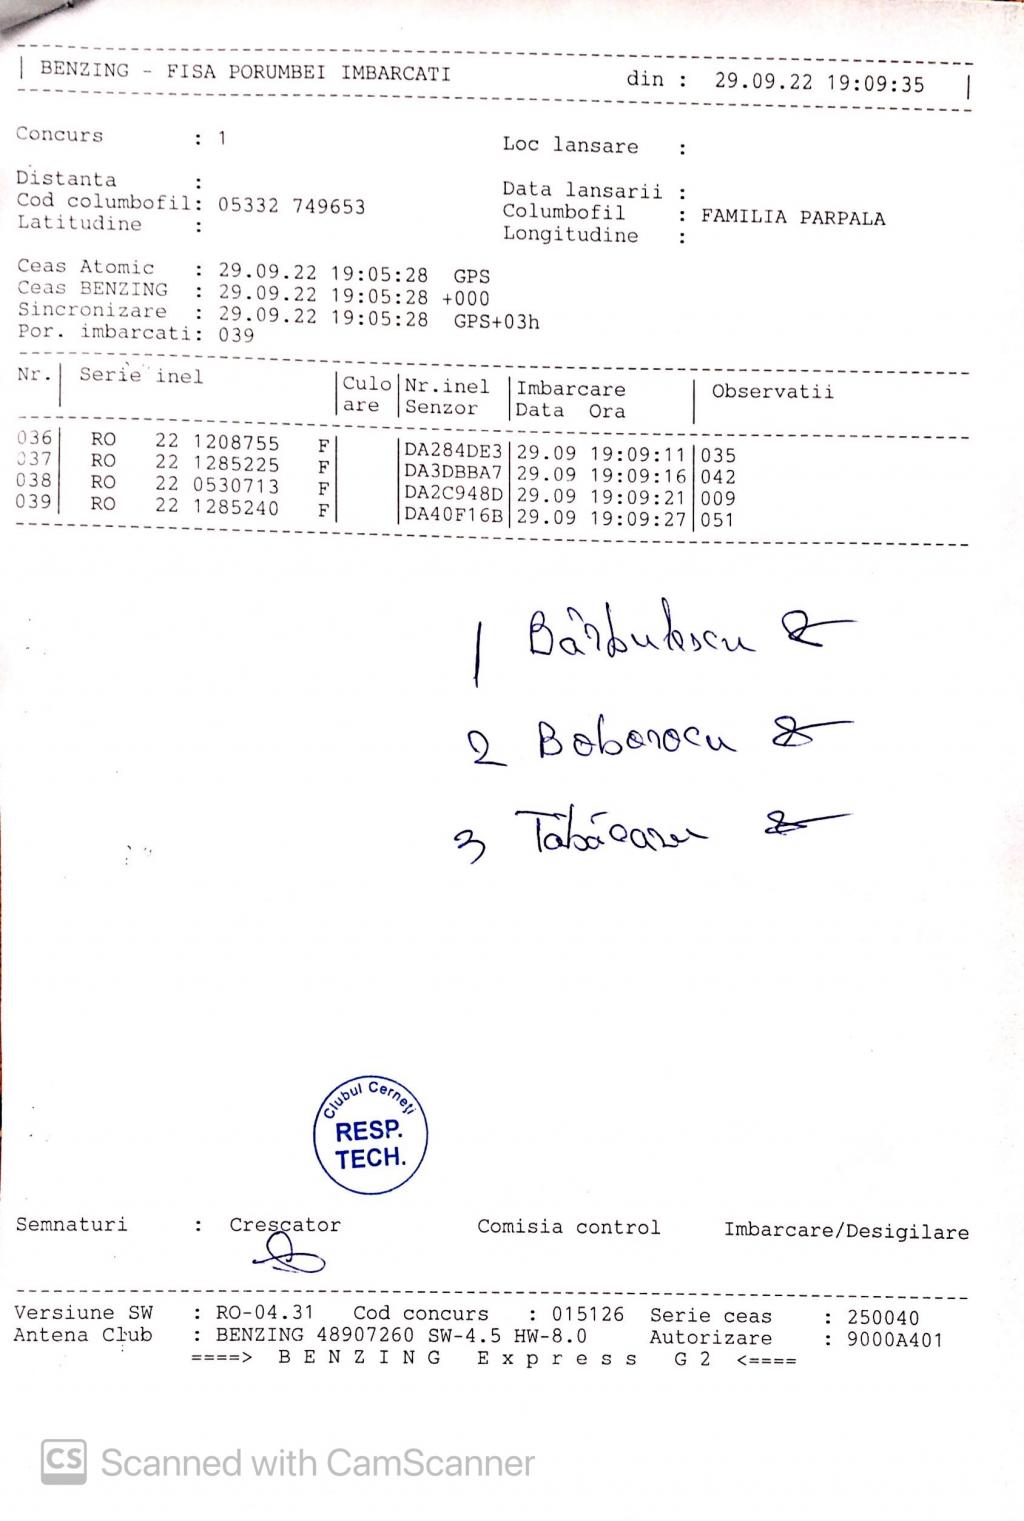 BENZING - FISA PORUMBEI IMBARCATI din : 29.09.22 19:09:35
Concurs : 1 Loc lansare :
Distanta : Data lansarii :
Cod columbofil: 05332 749653 Columbofil : FAMILIA PARPALA
Latitudine : Longitudine :
Ceas Atomic : 29.09.22 19:05:28 GPS
Ceas BENZING : 29.09.22 19:05:28 +000
Sincronizare : 29.09.22 19:05:28 GPS+03h
Por. imbarcati: 039
Nr. Serie inel Culo Nr.inel Imbarcare Observatii
are Senzor Data Ora
036 RO 22 1208755 F DA284DE3 29.09 19:09:11 035
037 RO 22 1285225 F DA3DBBA7 29.09 19:09:16 042
038 RO 22 0530713 F DA2C948D 29.09 19:09:21 009
039 RO 22 1285240 F DA40F16B 29.09 19:09:27 051
1 Bărbulescu
2 Boborocu
3 Tăbăcaru
Clubul Cerneți
RESP.
TECH.
Semnaturi : Crescator Comisia control Imbarcare/Desigilare
Versiune SW : RO-04.31 Cod concurs : 015126 Serie ceas : 250040
Antena Club : BENZING 48907260 SW-4.5 HW-8.0 Autorizare : 9000A401
====> B E N Z I N G E x p r e s s G 2 <====
CS Scanned with CamScanner